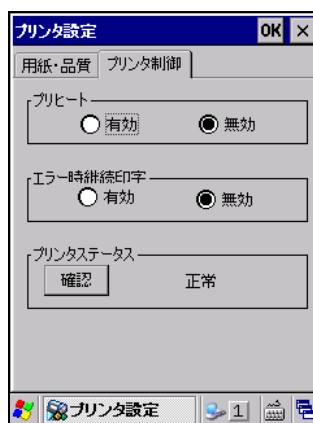 プリンタ設定 OK ×
用紙・品質 プリンタ制御
プリヒート
有効 無効
エラー時継続印字
有効 無効
プリンタステータス
確認 正常
プリンタ設定 1